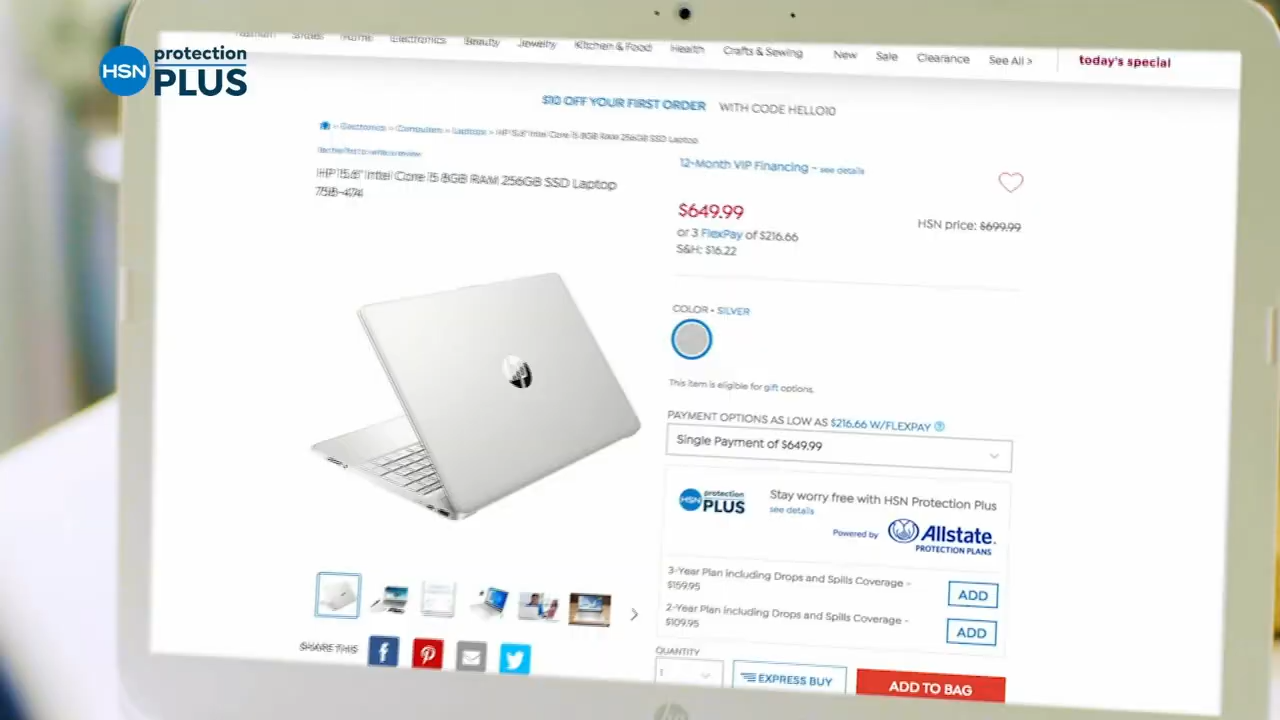 HSN protection PLUS
Fashion Shoes Home Electronics Beauty Jewelry Kitchen & Food Health Crafts & Sewing New Sale Clearance See All > today's special
$10 OFF YOUR FIRST ORDER WITH CODE HELLO10
> Electronics > Computers > Laptops > HP 15.6" Intel Core i5 8GB RAM 256GB SSD Laptop
HP 15.6" Intel Core i5 8GB RAM 256GB SSD Laptop
758-474
12-Month VIP Financing - see details
$649.99
HSN price: $699.99
or 3 FlexPay of $216.66
S&H: $16.22
COLOR • SILVER
This item is eligible for gift options.
PAYMENT OPTIONS AS LOW AS $216.66 W/FLEXPAY ?
Single Payment of $649.99
HSN protection PLUS
Stay worry free with HSN Protection Plus
see details
Powered by Allstate.
PROTECTION PLANS
3-Year Plan including Drops and Spills Coverage -
$159.95
ADD
2-Year Plan including Drops and Spills Coverage -
$109.95
ADD
SHARE THIS
QUANTITY
1
EXPRESS BUY
ADD TO BAG
hp